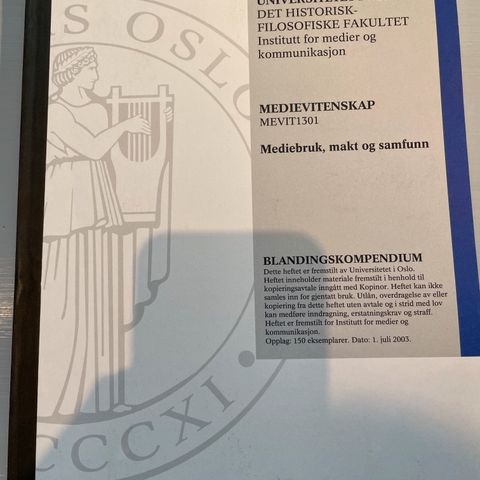 DET HISTORISK-
FILOSOFISKE FAKULTET
Institutt for medier og
kommunikasjon
MEDIEVITENSKAP
MEVIT1301
Mediebruk, makt og samfunn
BLANDINGSKOMPENDIUM
Dette heftet er fremstilt av Universitetet i Oslo.
Heftet inneholder materiale fremstilt i henhold til
kopieringsavtale inngått med Kopinor. Heftet kan ikke
samles inn for gjentatt bruk. Utlån, overdragelse av eller
kopiering fra dette heftet uten avtale og i strid med lov
kan medføre inndragning, erstatningskrav og straff.
Heftet er fremstilt for Institutt for medier og
kommunikasjon.
Opplag: 150 eksemplarer. Dato: 1. juli 2003.
S OSLO
CCCXI